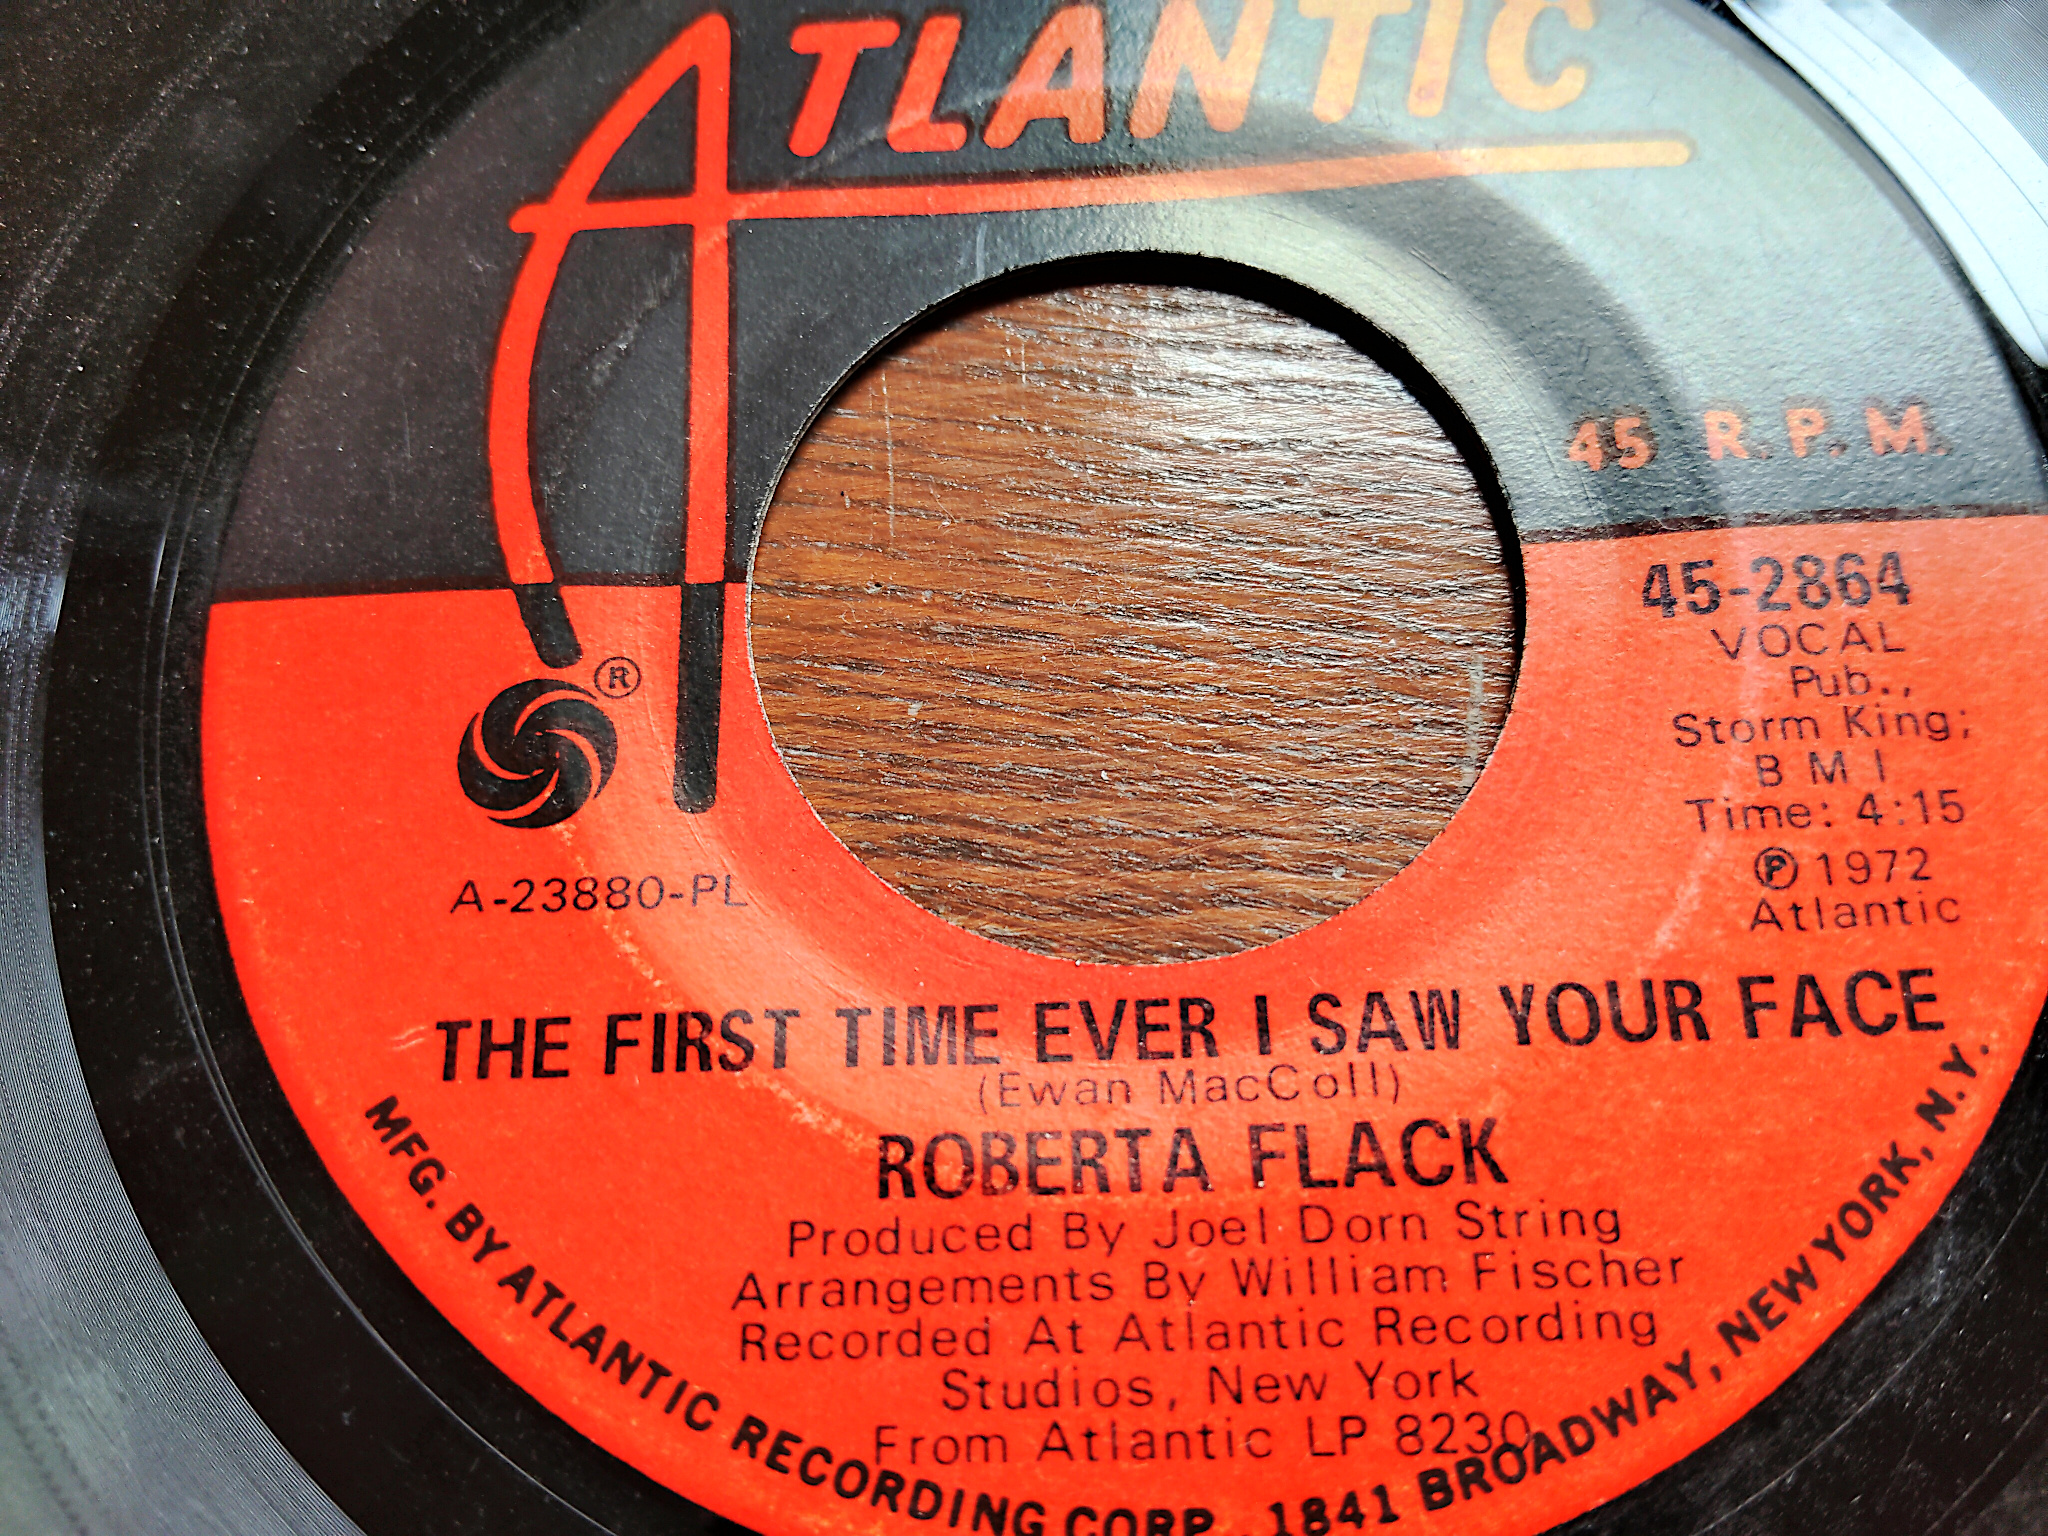 ATLANTIC
45 R.P.M.
45-2864
VOCAL
Pub.,
Storm King;
BMI
Time: 4:15
℗ 1972
Atlantic
®
A-23880-PL
THE FIRST TIME EVER I SAW YOUR FACE
(Ewan MacColl)
ROBERTA FLACK
Produced By Joel Dorn String
Arrangements By William Fischer
Recorded At Atlantic Recording
Studios, New York
From Atlantic LP 8230
MFG. BY ATLANTIC RECORDING CORP., 1841 BROADWAY, NEW YORK, N.Y.